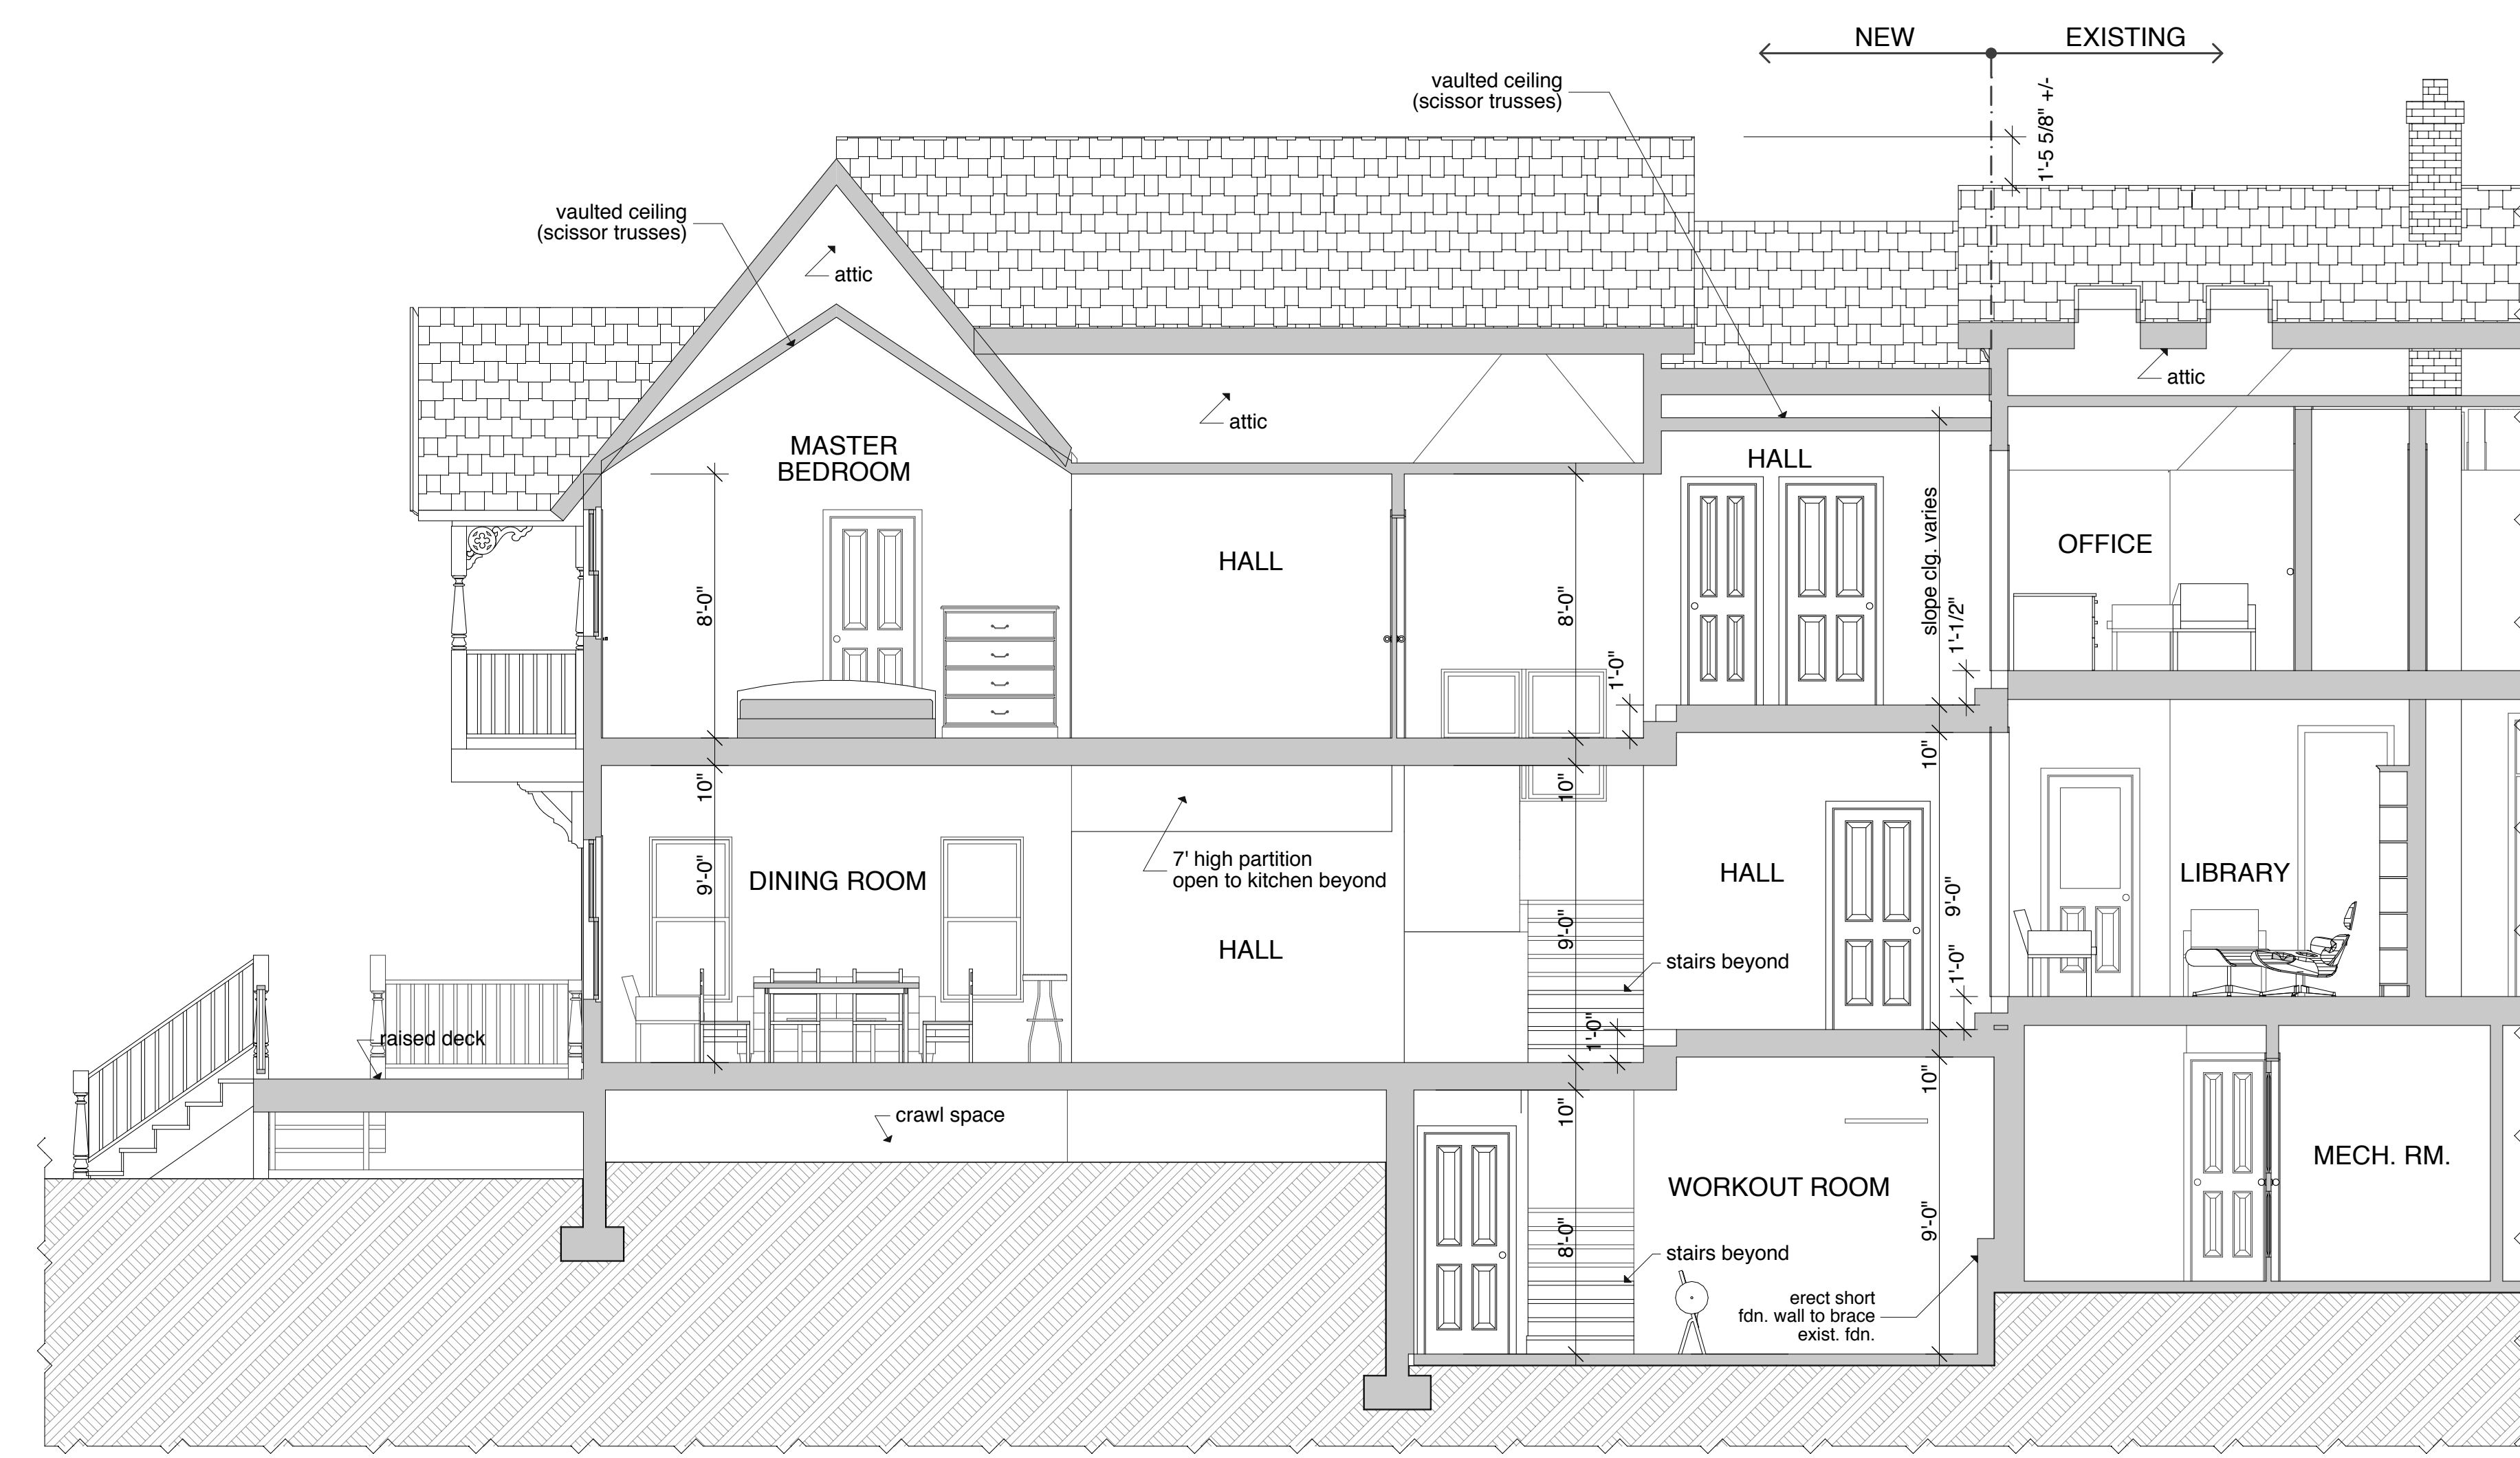 NEW
EXISTING
vaulted ceiling
(scissor trusses)
1'-5 5/8" +/-
vaulted ceiling
(scissor trusses)
attic
attic
attic
MASTER
BEDROOM
HALL
HALL
OFFICE
8'-0"
8'-0"
slope clg. varies
1'-1/2"
1'-0"
10"
10"
10"
7' high partition
open to kitchen beyond
DINING ROOM
9'-0"
HALL
HALL
LIBRARY
9'-0"
9'-0"
stairs beyond
1'-0"
1'-0"
raised deck
10"
10"
crawl space
MECH. RM.
WORKOUT ROOM
8'-0"
9'-0"
stairs beyond
erect short
fdn. wall to brace
exist. fdn.